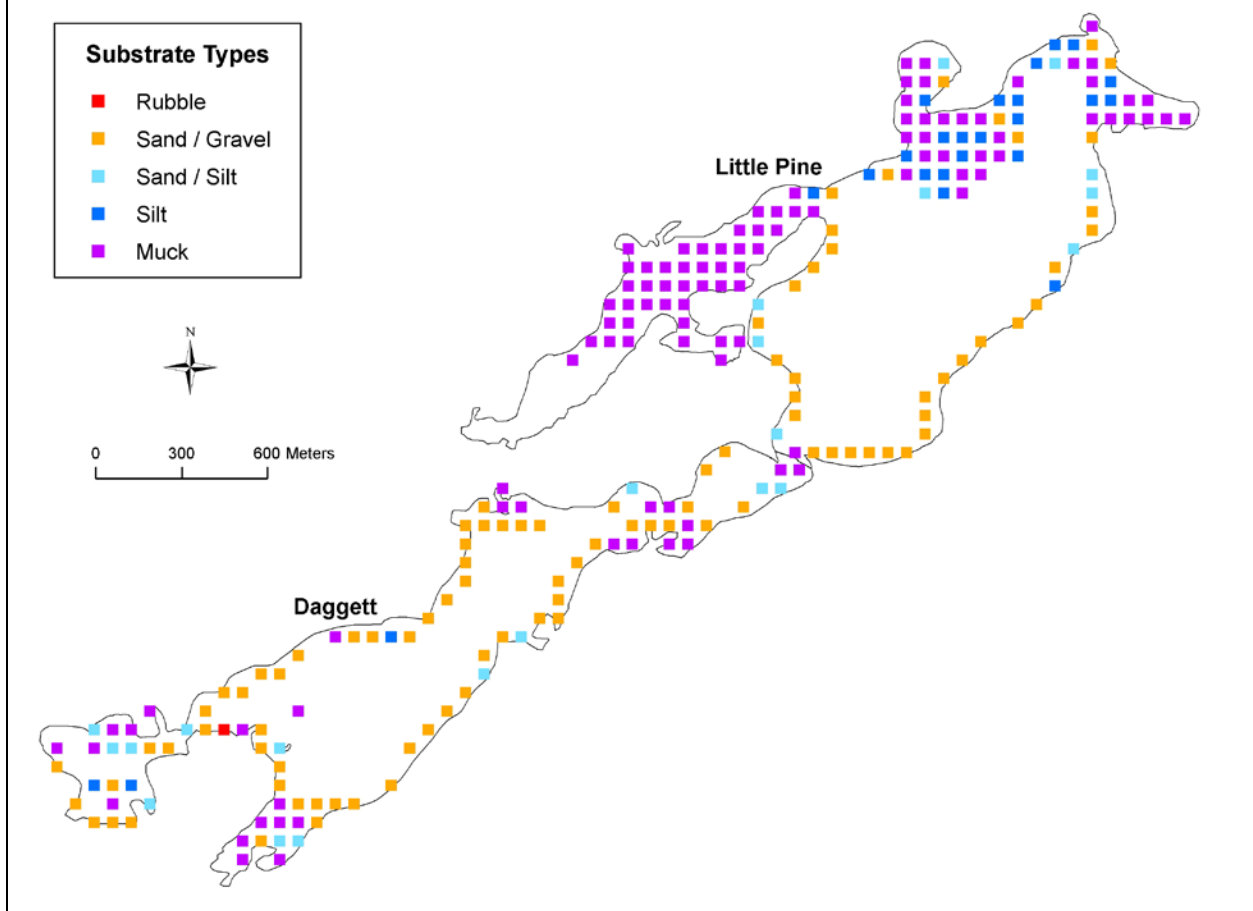 Substrate Types
Rubble
Sand / Gravel
Sand / Silt
Silt
Muck
Little Pine
N
0 300 600 Meters
Daggett